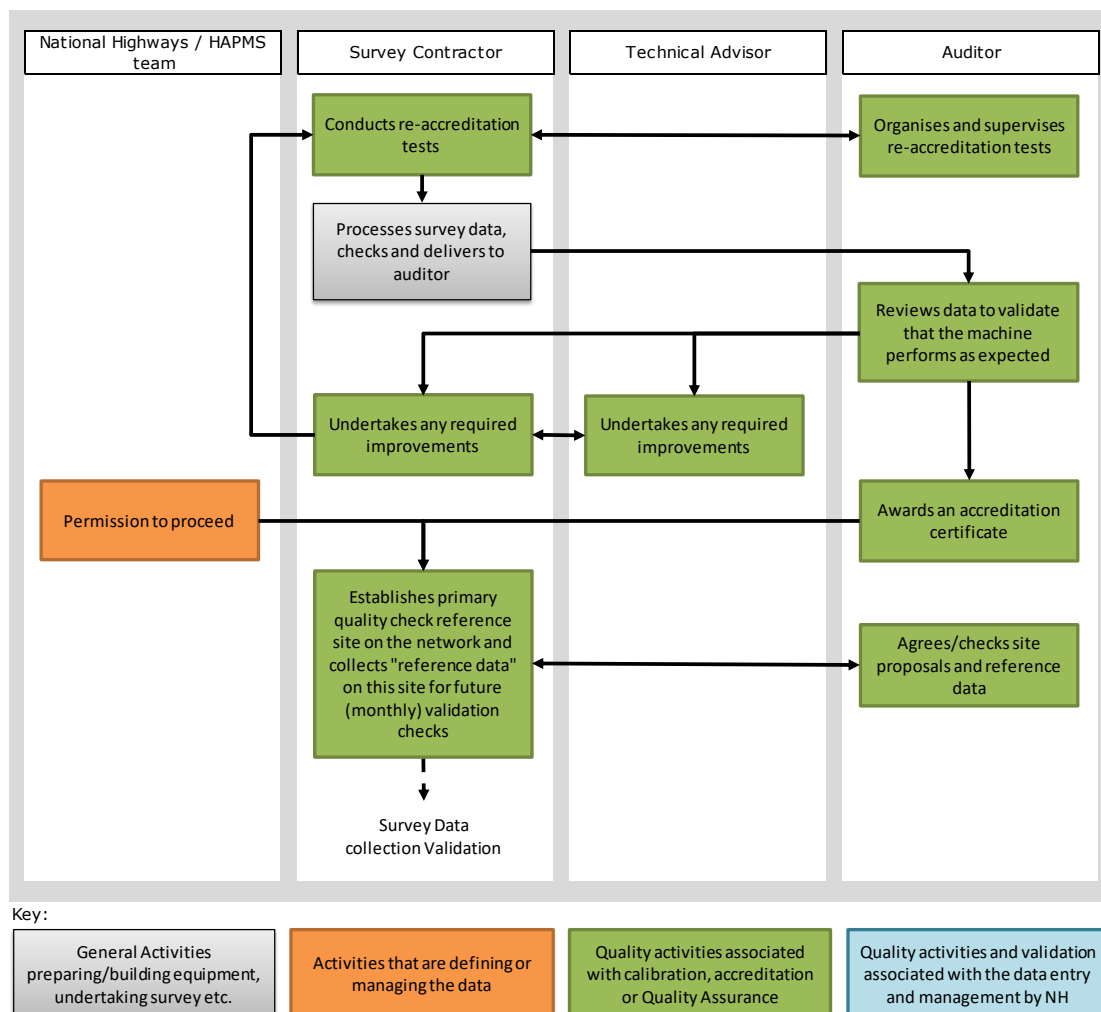 National Highways / HAPMS
team
Survey Contractor
Technical Advisor
Auditor
Conducts re-accreditation
tests
Organises and supervises
re-accreditation tests
Processes survey data,
checks and delivers to
auditor
Reviews data to validate
that the machine
performs as expected
Undertakes any required
improvements
Undertakes any required
improvements
Permission to proceed
Awards an accreditation
certificate
Establishes primary
quality check reference
site on the network and
collects "reference data"
on this site for future
(monthly) validation
checks
Agrees/checks site
proposals and reference
data
Survey Data
collection Validation
Key:
General Activities
preparing/building equipment,
undertaking survey etc.
Activities that are defining or
managing the data
Quality activities associated
with calibration, accreditation
or Quality Assurance
Quality activities and validation
associated with the data entry
and management by NH